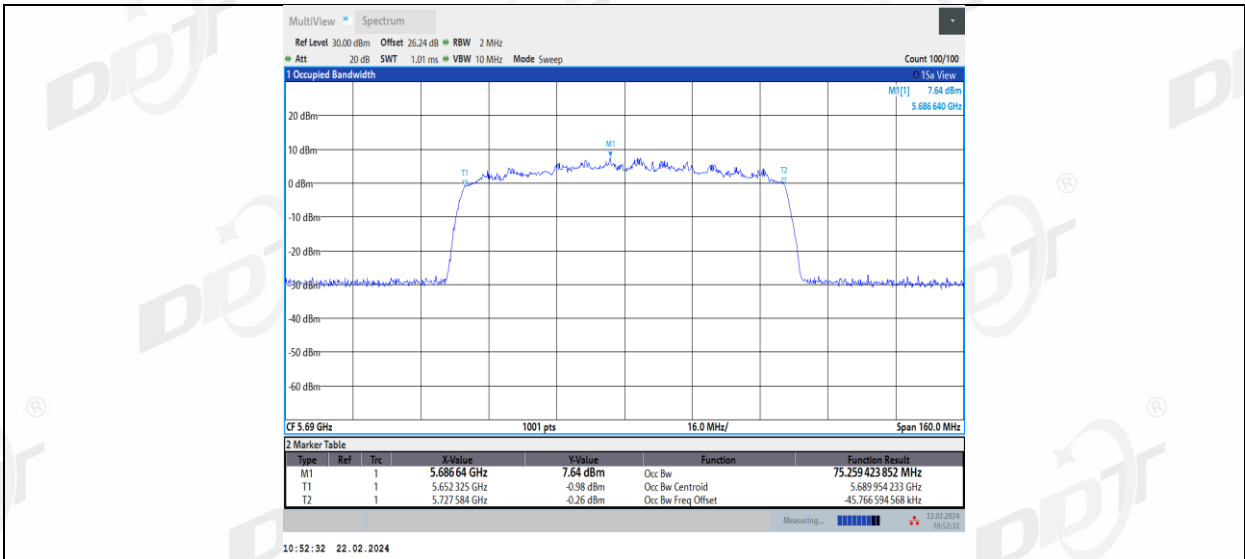 MultiView Spectrum
Ref Level 30.00 dBm Offset 26.24 dB RBW 2 MHz
Att 20 dB SWT 1.01 ms VBW 10 MHz Mode Sweep Count 100/100
1 Occupied Bandwidth 1Sa View
M1[1] 7.64 dBm
5.686 640 GHz
20 dBm
M1
10 dBm
T1
T2
0 dBm
-10 dBm
-20 dBm
-30 dBm
-40 dBm
-50 dBm
-60 dBm
CF 5.69 GHz 1001 pts 16.0 MHz/ Span 160.0 MHz
2 Marker Table
Type Ref Trc X-Value Y-Value Function Function Result
M1 1 5.686 64 GHz 7.64 dBm Occ Bw 75.259 423 852 MHz
T1 1 5.652 325 GHz -0.98 dBm Occ Bw Centroid 5.689 954 233 GHz
T2 1 5.727 584 GHz -0.26 dBm Occ Bw Freq Offset -45.766 594 568 kHz
Measuring... 22.02.2024
10:52:32
10:52:32 22.02.2024
DDT
®